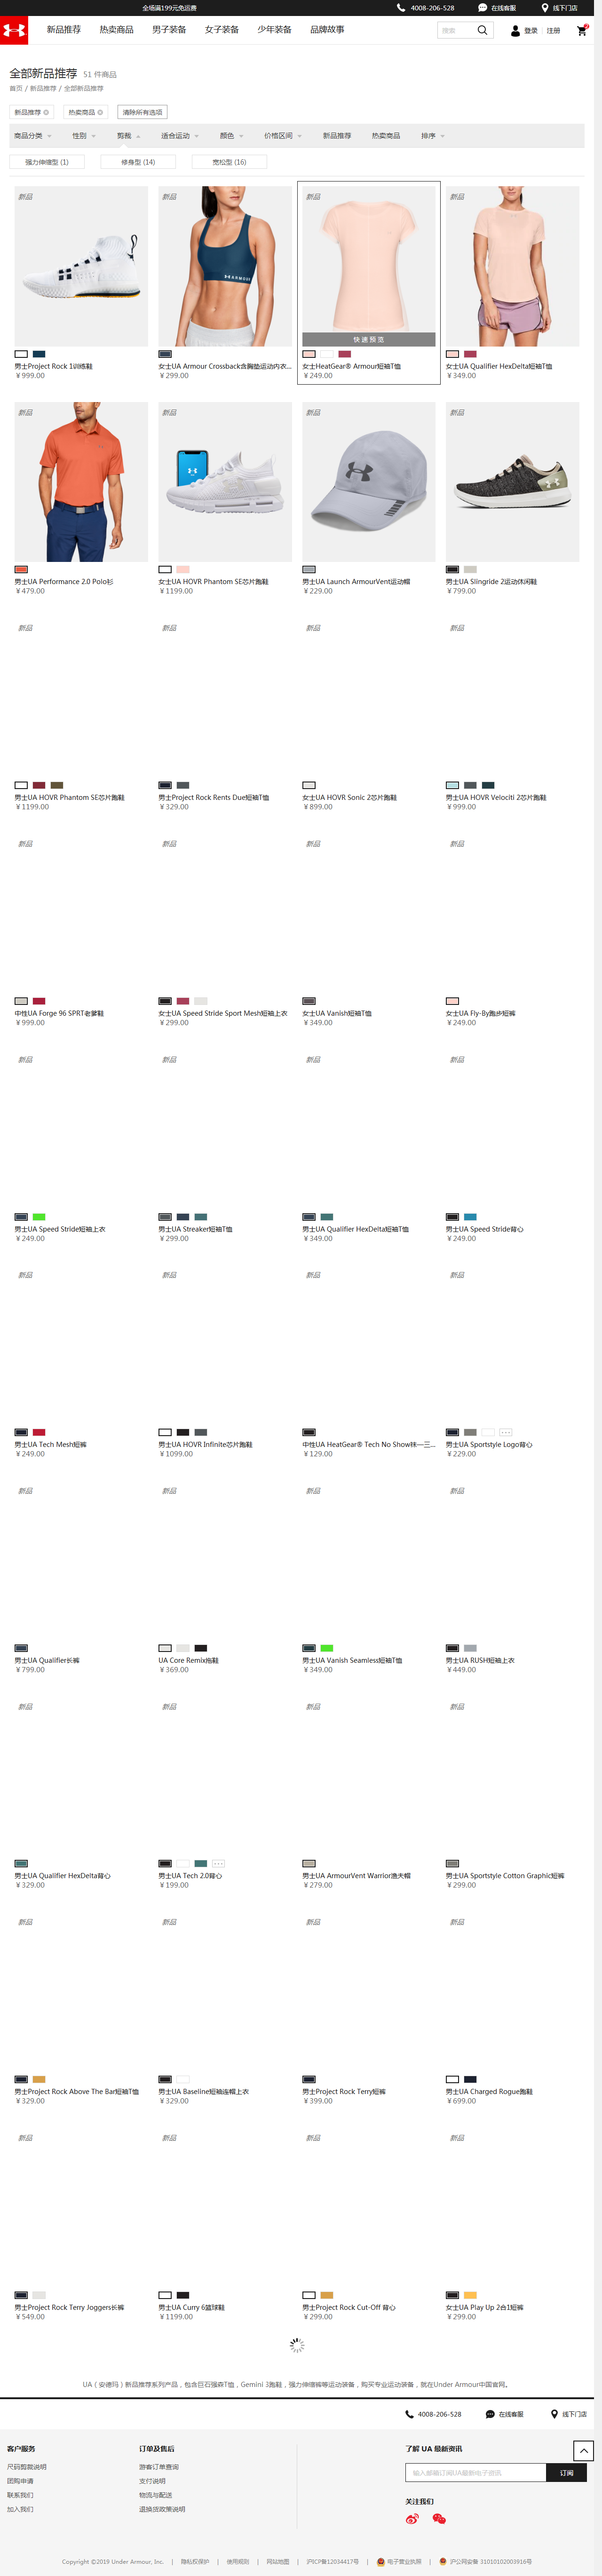 全场满199元免运费
4008-206-528 在线客服 线下门店
新品推荐 热卖商品 男子装备 女子装备 少年装备 品牌故事 搜索 登录 | 注册 2
全部新品推荐 51 件商品
首页 / 新品推荐 / 全部新品推荐
新品推荐 热卖商品 清除所有选项
商品分类 性别 剪裁 适合运动 颜色 价格区间 新品推荐 热卖商品 排序
强力伸缩型 (1) 修身型 (14) 宽松型 (16)
新品 新品 新品 新品
ARMOUR
快速预览
男士Project Rock 1训练鞋 女士UA Armour Crossback含胸垫运动内衣... 女士HeatGear® Armour短袖T恤 女士UA Qualifier HexDelta短袖T恤
￥999.00 ￥299.00 ￥249.00 ￥349.00
新品 新品 新品 新品
男士UA Performance 2.0 Polo衫 女士UA HOVR Phantom SE芯片跑鞋 男士UA Launch ArmourVent运动帽 男士UA Slingride 2运动休闲鞋
￥479.00 ￥1199.00 ￥229.00 ￥799.00
新品 新品 新品 新品
男士UA HOVR Phantom SE芯片跑鞋 男士Project Rock Rents Due短袖T恤 女士UA HOVR Sonic 2芯片跑鞋 男士UA HOVR Velociti 2芯片跑鞋
￥1199.00 ￥329.00 ￥899.00 ￥999.00
新品 新品 新品 新品
中性UA Forge 96 SPRT老爹鞋 女士UA Speed Stride Sport Mesh短袖上衣 女士UA Vanish短袖T恤 女士UA Fly-By跑步短裤
￥999.00 ￥299.00 ￥349.00 ￥249.00
新品 新品 新品 新品
男士UA Speed Stride短袖上衣 男士UA Streaker短袖T恤 男士UA Qualifier HexDelta短袖T恤 男士UA Speed Stride背心
￥249.00 ￥299.00 ￥349.00 ￥249.00
新品 新品 新品 新品
男士UA Tech Mesh短裤 男士UA HOVR Infinite芯片跑鞋 中性UA HeatGear® Tech No Show袜—三... 男士UA Sportstyle Logo背心
￥249.00 ￥1099.00 ￥129.00 ￥229.00
新品 新品 新品 新品
男士UA Qualifier长裤 UA Core Remix拖鞋 男士UA Vanish Seamless短袖T恤 男士UA RUSH短袖上衣
￥799.00 ￥369.00 ￥349.00 ￥449.00
新品 新品 新品 新品
男士UA Qualifier HexDelta背心 男士UA Tech 2.0背心 男士UA ArmourVent Warrior渔夫帽 男士UA Sportstyle Cotton Graphic短裤
￥329.00 ￥199.00 ￥279.00 ￥299.00
新品 新品 新品 新品
男士Project Rock Above The Bar短袖T恤 男士UA Baseline短袖连帽上衣 男士Project Rock Terry短裤 男士UA Charged Rogue跑鞋
￥329.00 ￥329.00 ￥399.00 ￥699.00
新品 新品 新品 新品
男士Project Rock Terry Joggers长裤 男士UA Curry 6篮球鞋 男士Project Rock Cut-Off 背心 女士UA Play Up 2合1短裤
￥549.00 ￥1199.00 ￥299.00 ￥299.00
UA（安德玛）新品推荐系列产品，包含巨石强森T恤，Gemini 3跑鞋，强力伸缩裤等运动装备，购买专业运动装备，就在Under Armour中国官网。
4008-206-528 在线客服 线下门店
客户服务 订单及售后 了解 UA 最新资讯
尺码剪裁说明 游客订单查询
输入邮箱订阅UA最新电子资讯 订阅
团购申请 支付说明
联系我们 物流与配送
关注我们
加入我们 退换货政策说明
Copyright ©2019 Under Armour, Inc. | 隐私权保护 | 使用规则 | 网站地图 | 沪ICP备12034417号 | 电子营业执照 | 沪公网安备 31010102003916号